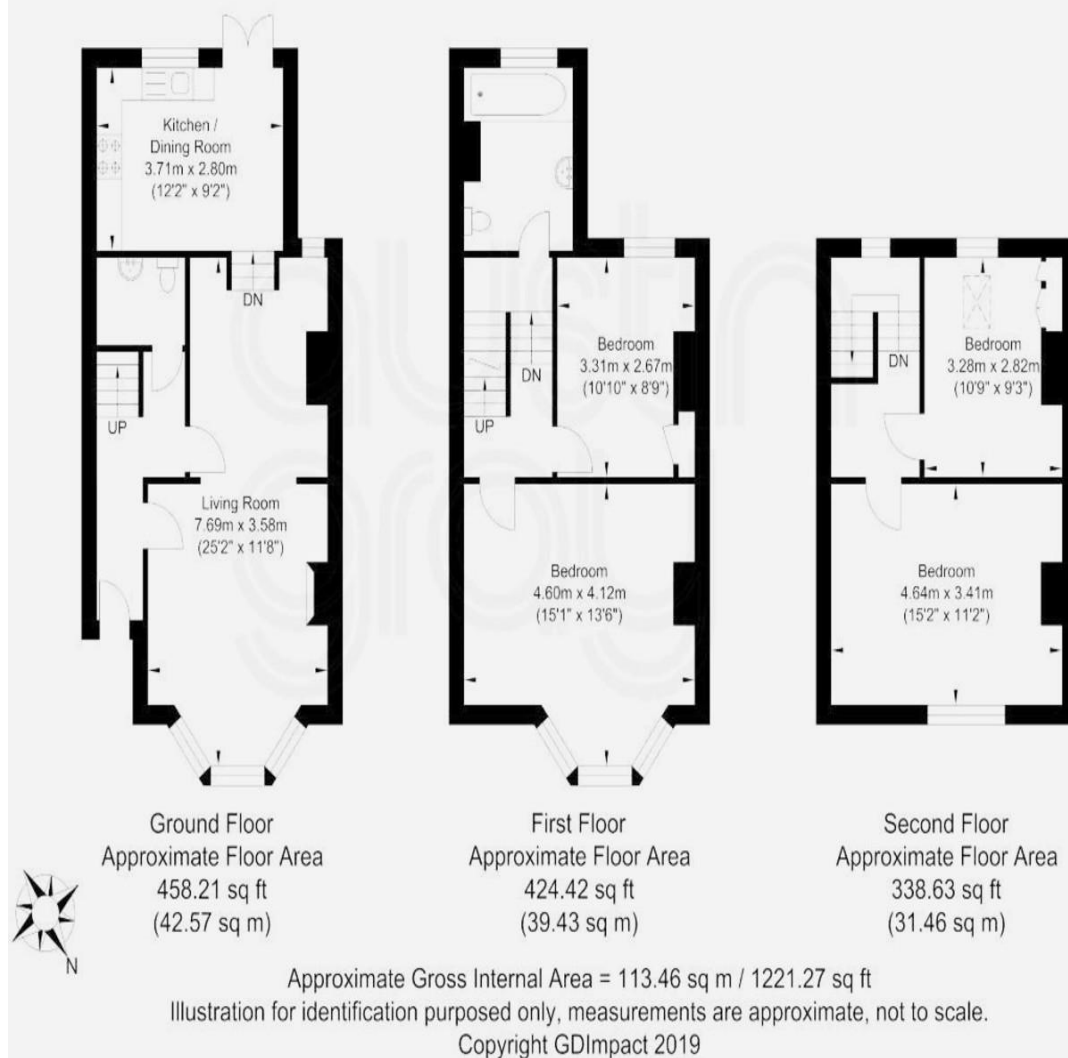 Kitchen /
Dining Room
3.71m x 2.80m
(12'2" x 9'2")
DN
UP
Living Room
7.69m x 3.58m
(25'2" x 11'8")
Ground Floor
Approximate Floor Area
458.21 sq ft
(42.57 sq m)
Bedroom
3.31m x 2.67m
(10'10" x 8'9")
DN
UP
Bedroom
4.60m x 4.12m
(15'1" x 13'6")
First Floor
Approximate Floor Area
424.42 sq ft
(39.43 sq m)
Bedroom
3.28m x 2.82m
(10'9" x 9'3")
DN
Bedroom
4.64m x 3.41m
(15'2" x 11'2")
Second Floor
Approximate Floor Area
338.63 sq ft
(31.46 sq m)
N
austin
gray
Approximate Gross Internal Area = 113.46 sq m / 1221.27 sq ft
Illustration for identification purposed only, measurements are approximate, not to scale.
Copyright GDImpact 2019